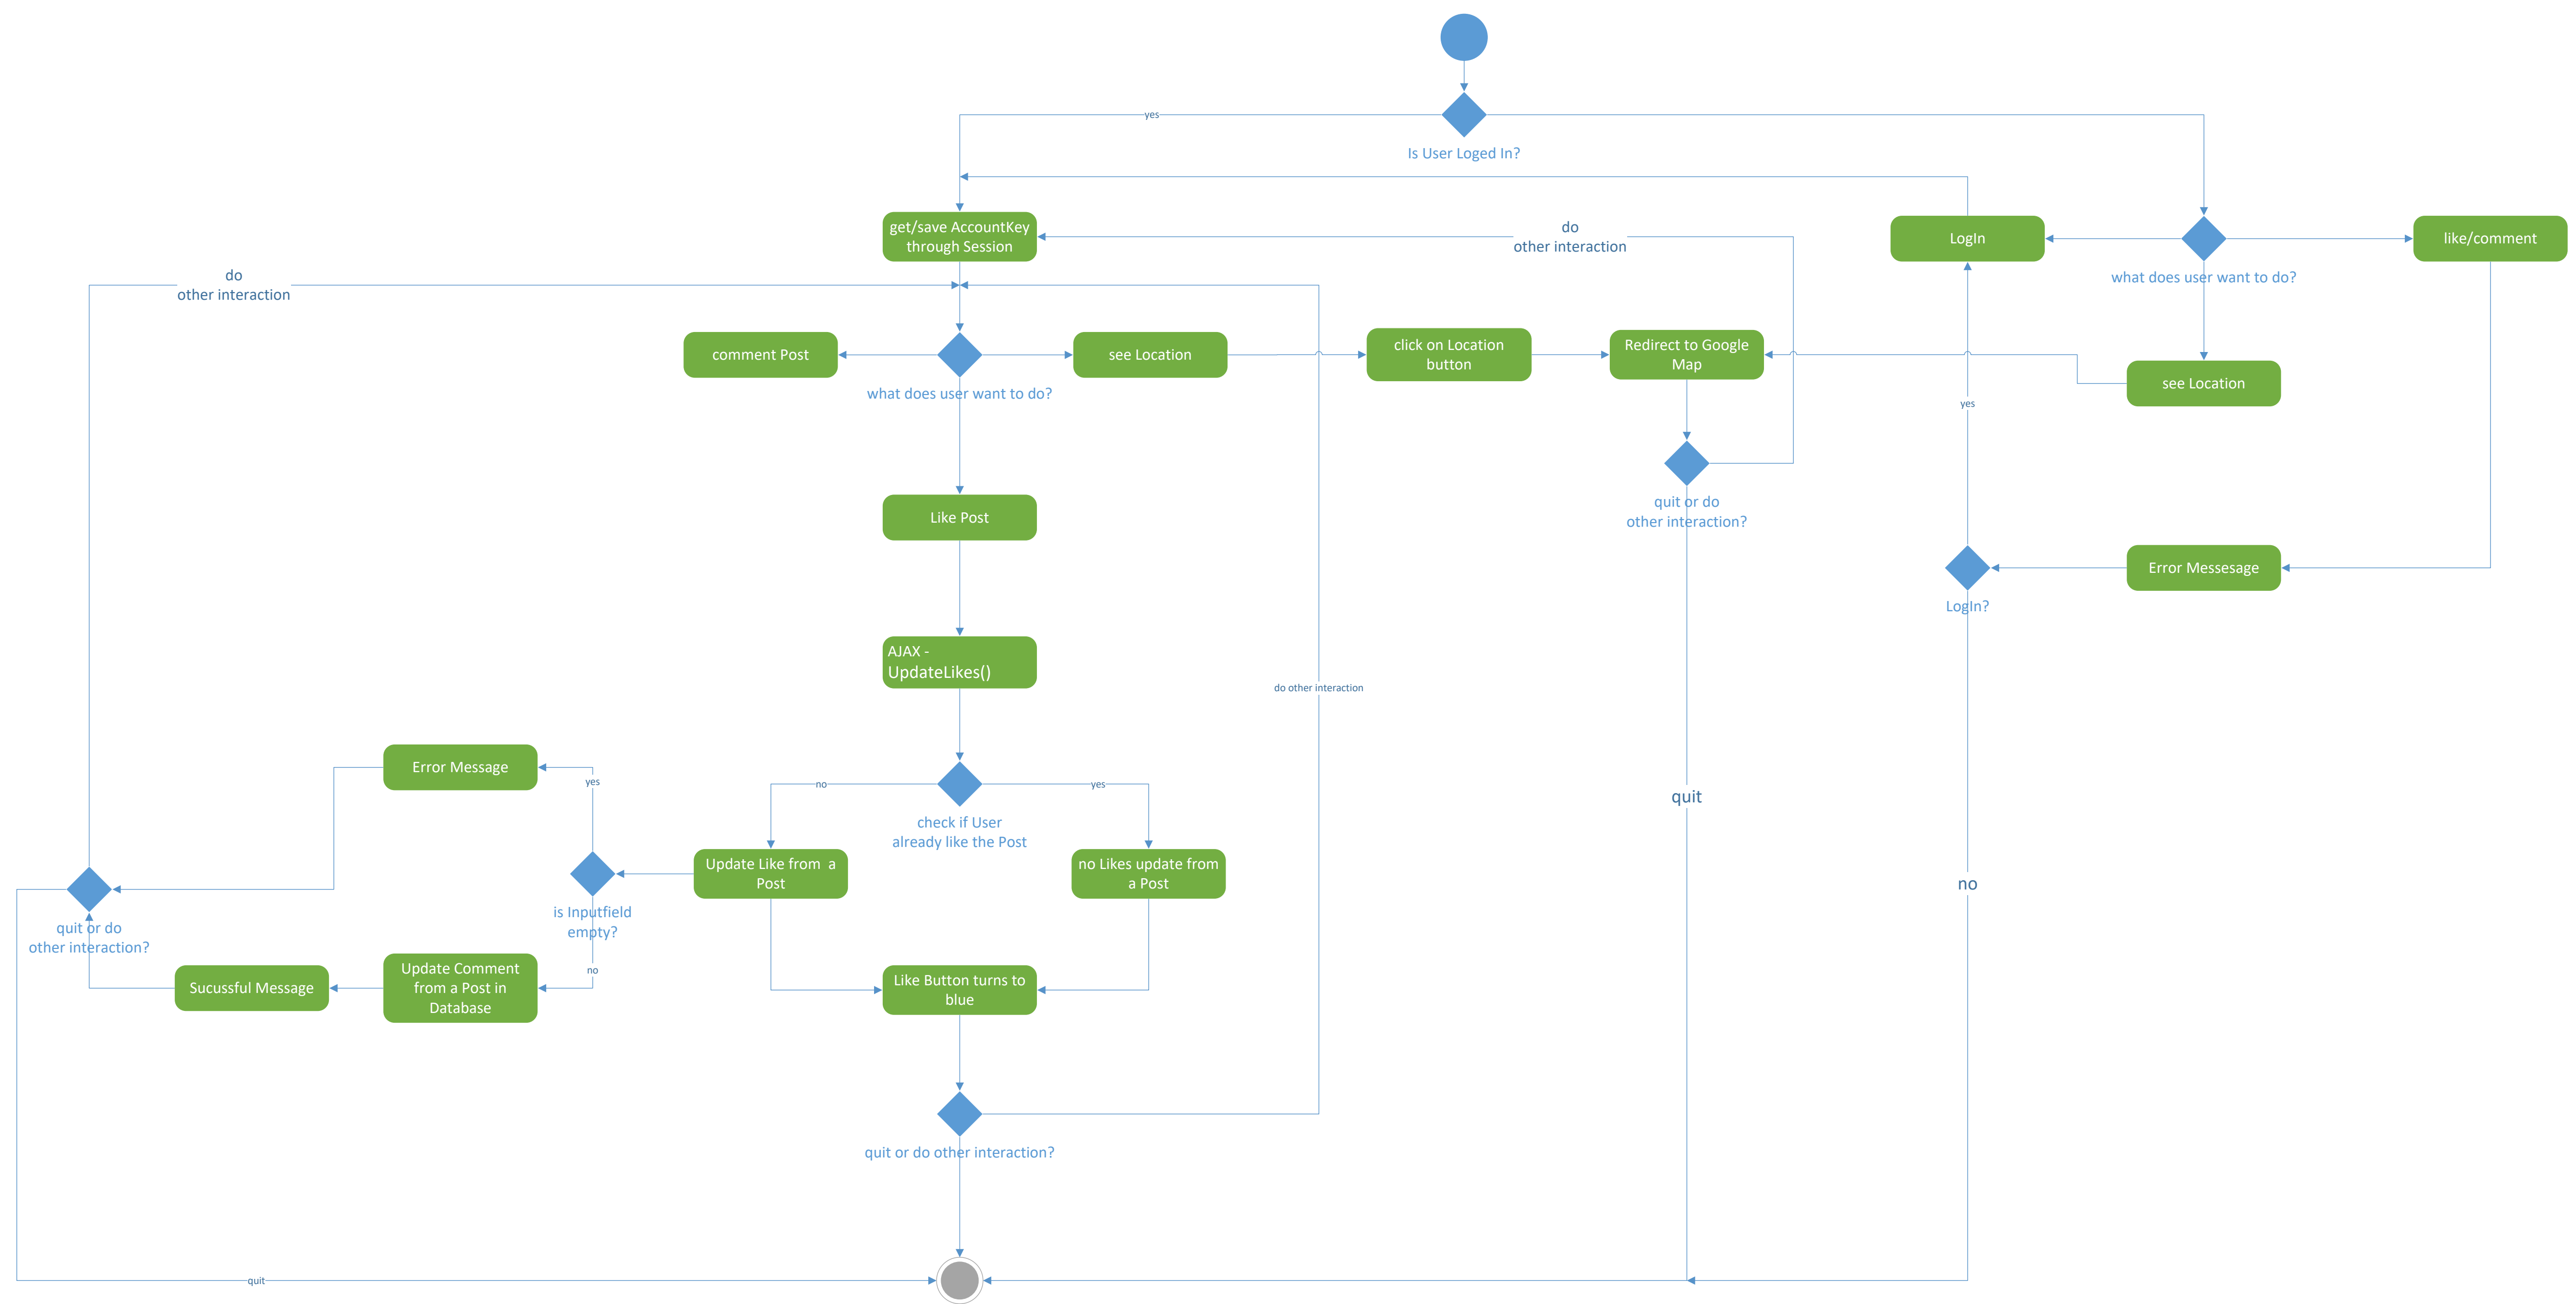 yes
Is User Loged In?
get/save AccountKey
through Session
do
other interaction
LogIn
like/comment
what does user want to do?
do
other interaction
comment Post
see Location
click on Location
button
Redirect to Google
Map
what does user want to do?
see Location
yes
Like Post
quit or do
other interaction?
Error Messesage
LogIn?
AJAX -
UpdateLikes()
do other interaction
Error Message
yes
no
yes
quit
check if User
already like the Post
Update Like from  a
Post
no Likes update from
a Post
no
is Inputfield
empty?
quit or do
other interaction?
no
Update Comment
from a Post in
Database
Sucussful Message
Like Button turns to
blue
quit or do other interaction?
quit